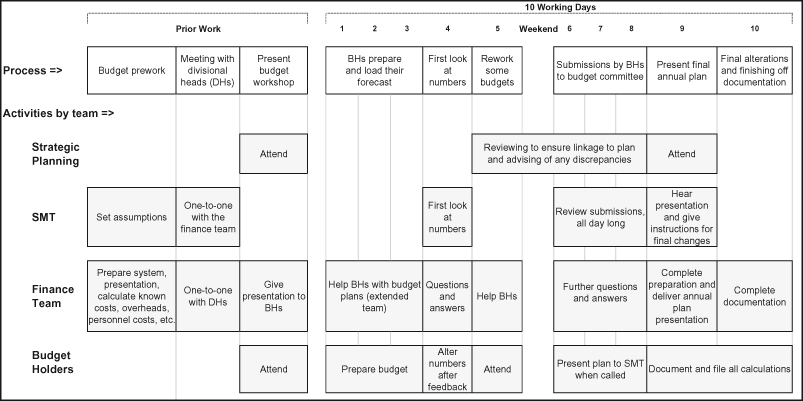 10 Working Days
Prior Work
1 2 3 4 5 Weekend 6 7 8 9 10
Process =>
Budget prework
Meeting with
divisional
heads (DHs)
Present
budget
workshop
BHs prepare
and load their
forecast
First look
at
numbers
Rework
some
budgets
Submissions by BHs
to budget committee
Present final
annual plan
Final alterations
and finishing off
documentation
Activities by team =>
Strategic
Planning
Attend
Reviewing to ensure linkage to plan
and advising of any discrepancies
Attend
SMT
Set assumptions
One-to-one
with the
finance team
First look
at
numbers
Review submissions,
all day long
Hear
presentation
and give
instructions for
final changes
Finance
Team
Prepare system,
presentation,
calculate known
costs, overheads,
personnel costs, etc.
One-to-one
with DHs
Give
presentation to
BHs
Help BHs with budget
plans (extended
team)
Questions
and
answers
Help BHs
Further questions
and answers
Complete
preparation and
deliver annual
plan
presentation
Complete
documentation
Budget
Holders
Attend
Prepare budget
Alter
numbers
after
feedback
Attend
Present plan to SMT
when called
Document and file all calculations